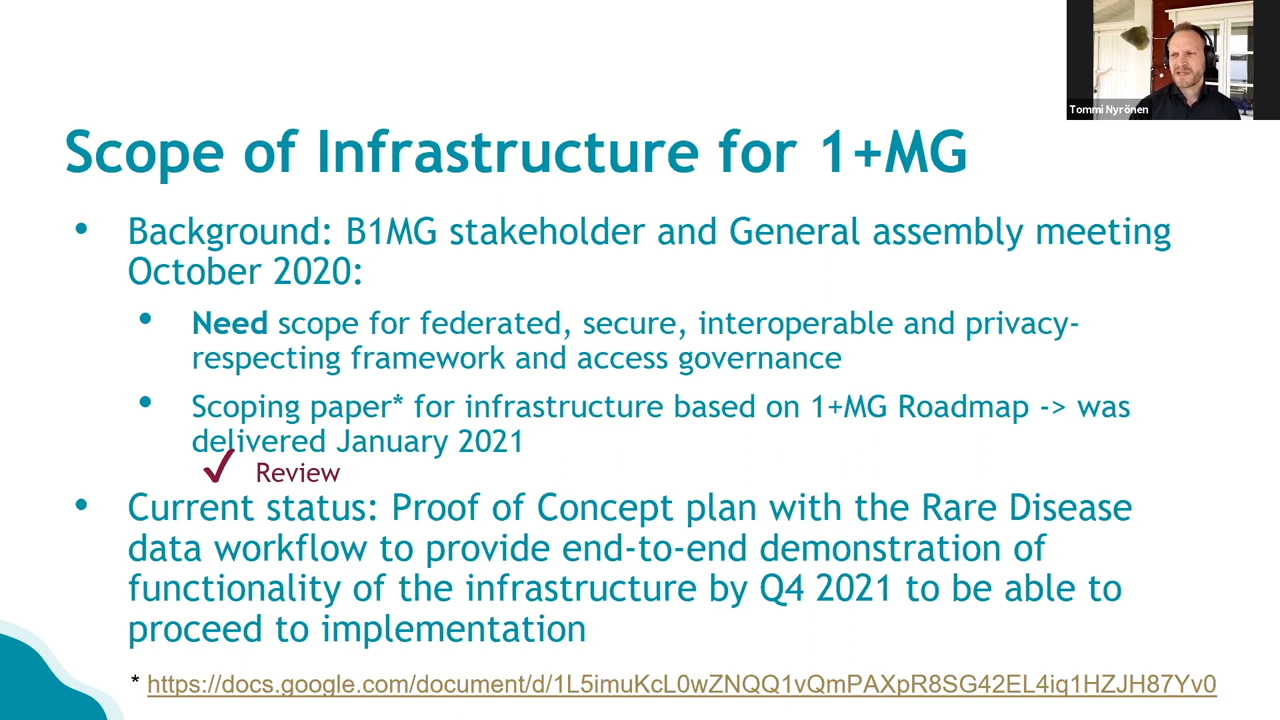 Tommi Nyrönen
Scope of Infrastructure for 1+MG
• Background: B1MG stakeholder and General assembly meeting
October 2020:
• Need scope for federated, secure, interoperable and privacy-
respecting framework and access governance
• Scoping paper* for infrastructure based on 1+MG Roadmap -> was
delivered January 2021
✓ Review
• Current status: Proof of Concept plan with the Rare Disease
data workflow to provide end-to-end demonstration of
functionality of the infrastructure by Q4 2021 to be able to
proceed to implementation
* https://docs.google.com/document/d/1L5imuKcL0wZNQQ1vQmPAXpR8SG42EL4iq1HZJH87Yv0